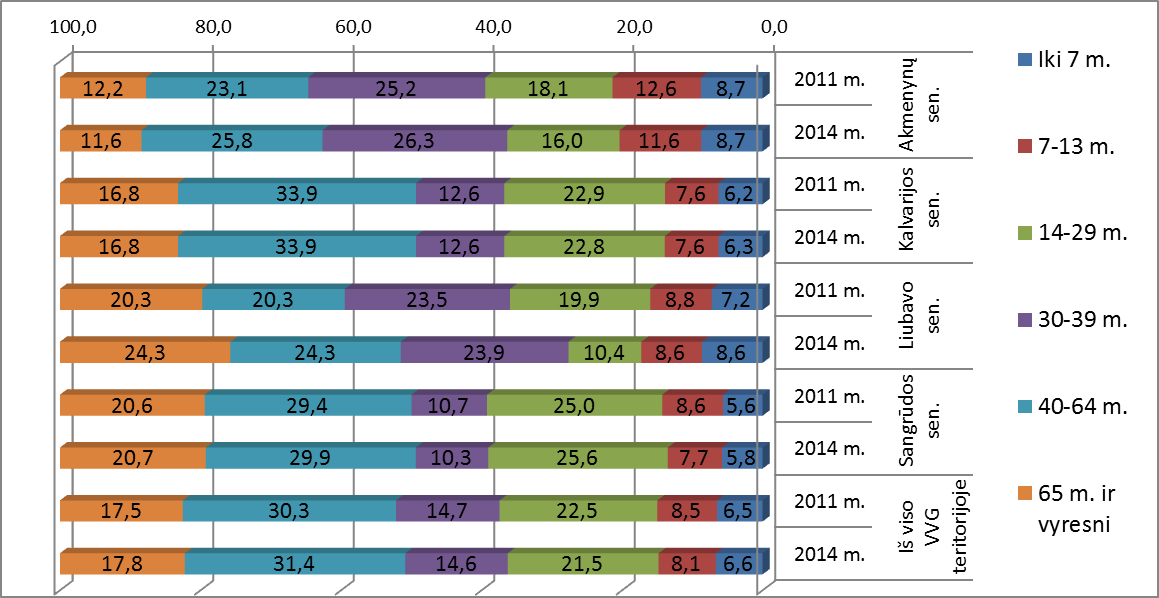 100,0 80,0 60,0 40,0 20,0 0,0
12,2 23,1 25,2 18,1 12,6 8,7 2011 m.
11,6 25,8 26,3 16,0 11,6 8,7 2014 m.
Akmenynų
sen.
16,8 33,9 12,6 22,9 7,6 6,2 2011 m.
16,8 33,9 12,6 22,8 7,6 6,3 2014 m.
Kalvarijos
sen.
20,3 20,3 23,5 19,9 8,8 7,2 2011 m.
24,3 24,3 23,9 10,4 8,6 8,6 2014 m.
Liubavo
sen.
20,6 29,4 10,7 25,0 8,6 5,6 2011 m.
20,7 29,9 10,3 25,6 7,7 5,8 2014 m.
Sangrūdos
sen.
17,5 30,3 14,7 22,5 8,5 6,5 2011 m.
17,8 31,4 14,6 21,5 8,1 6,6 2014 m.
Iš viso
VVG
teritorijoje
Iki 7 m.
7-13 m.
14-29 m.
30-39 m.
40-64 m.
65 m. ir
vyresni